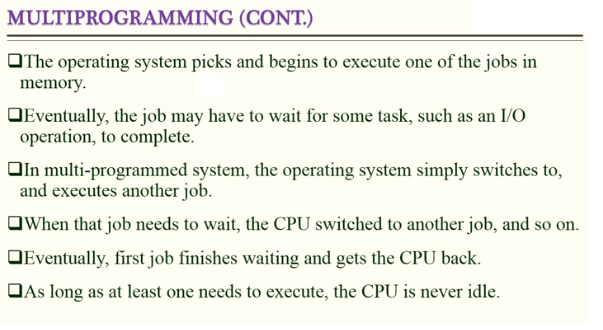 MULTIPROGRAMMING (CONT.)
❑The operating system picks and begins to execute one of the jobs in
memory.
❑Eventually, the job may have to wait for some task, such as an I/O
operation, to complete.
❑In multi-programmed system, the operating system simply switches to,
and executes another job.
❑When that job needs to wait, the CPU switched to another job, and so on.
❑Eventually, first job finishes waiting and gets the CPU back.
❑As long as at least one needs to execute, the CPU is never idle.